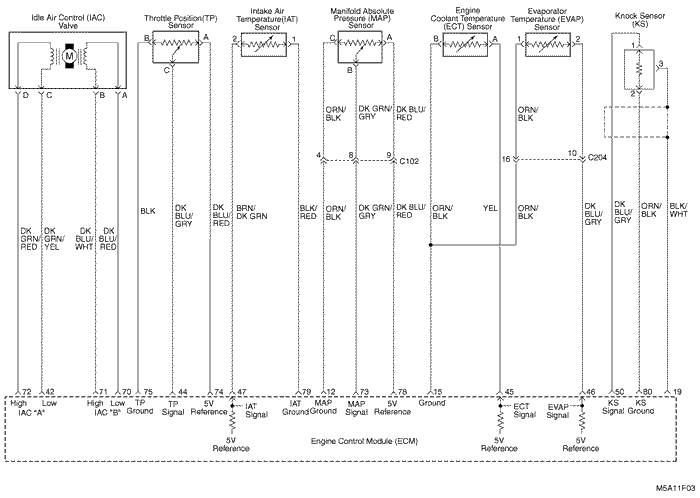 Idle Air Control (IAC)
Valve
Throttle Position(TP)
Sensor
Intake Air
Temperature(IAT)
Sensor
Manifold Absolute
Pressure (MAP)
Sensor
Engine
Coolant Temperature
(ECT) Sensor
Evaporator
Temperature (EVAP)
Sensor
Knock Sensor
(KS)
M
B A
C
2 1
C A
B
B A
1 2
1
3
2
D C B A
ORN/
BLK
DK GRN/
GRY
DK BLU/
RED
ORN/
BLK
4 8 9 C102
16 10 C204
DK
GRN/
RED
DK
GRN/
YEL
DK
BLU/
WHT
DK
BLU/
RED
BLK
DK
BLU/
GRY
DK
BLU/
RED
BRN/
DK GRN
BLK/
RED
ORN/
BLK
DK GRN/
GRY
DK BLU/
RED
ORN/
BLK
YEL
ORN/
BLK
DK
BLU/
GRY
DK
BLU/
GRY
ORN/
BLK
BLK/
WHT
72 42 71 70 75 44 74 47 79 12 73 78 15 45 46 50 80 19
High Low
IAC "A"
High Low
IAC "B"
TP
Ground
TP
Signal
5V
Reference
IAT
Signal
5V
Reference
IAT
Ground
MAP
Ground
MAP
Signal
5V
Reference
Ground
ECT
Signal
5V
Reference
EVAP
Signal
5V
Reference
KS
Signal
KS
Ground
Engine Control Module (ECM)
M5A11F03